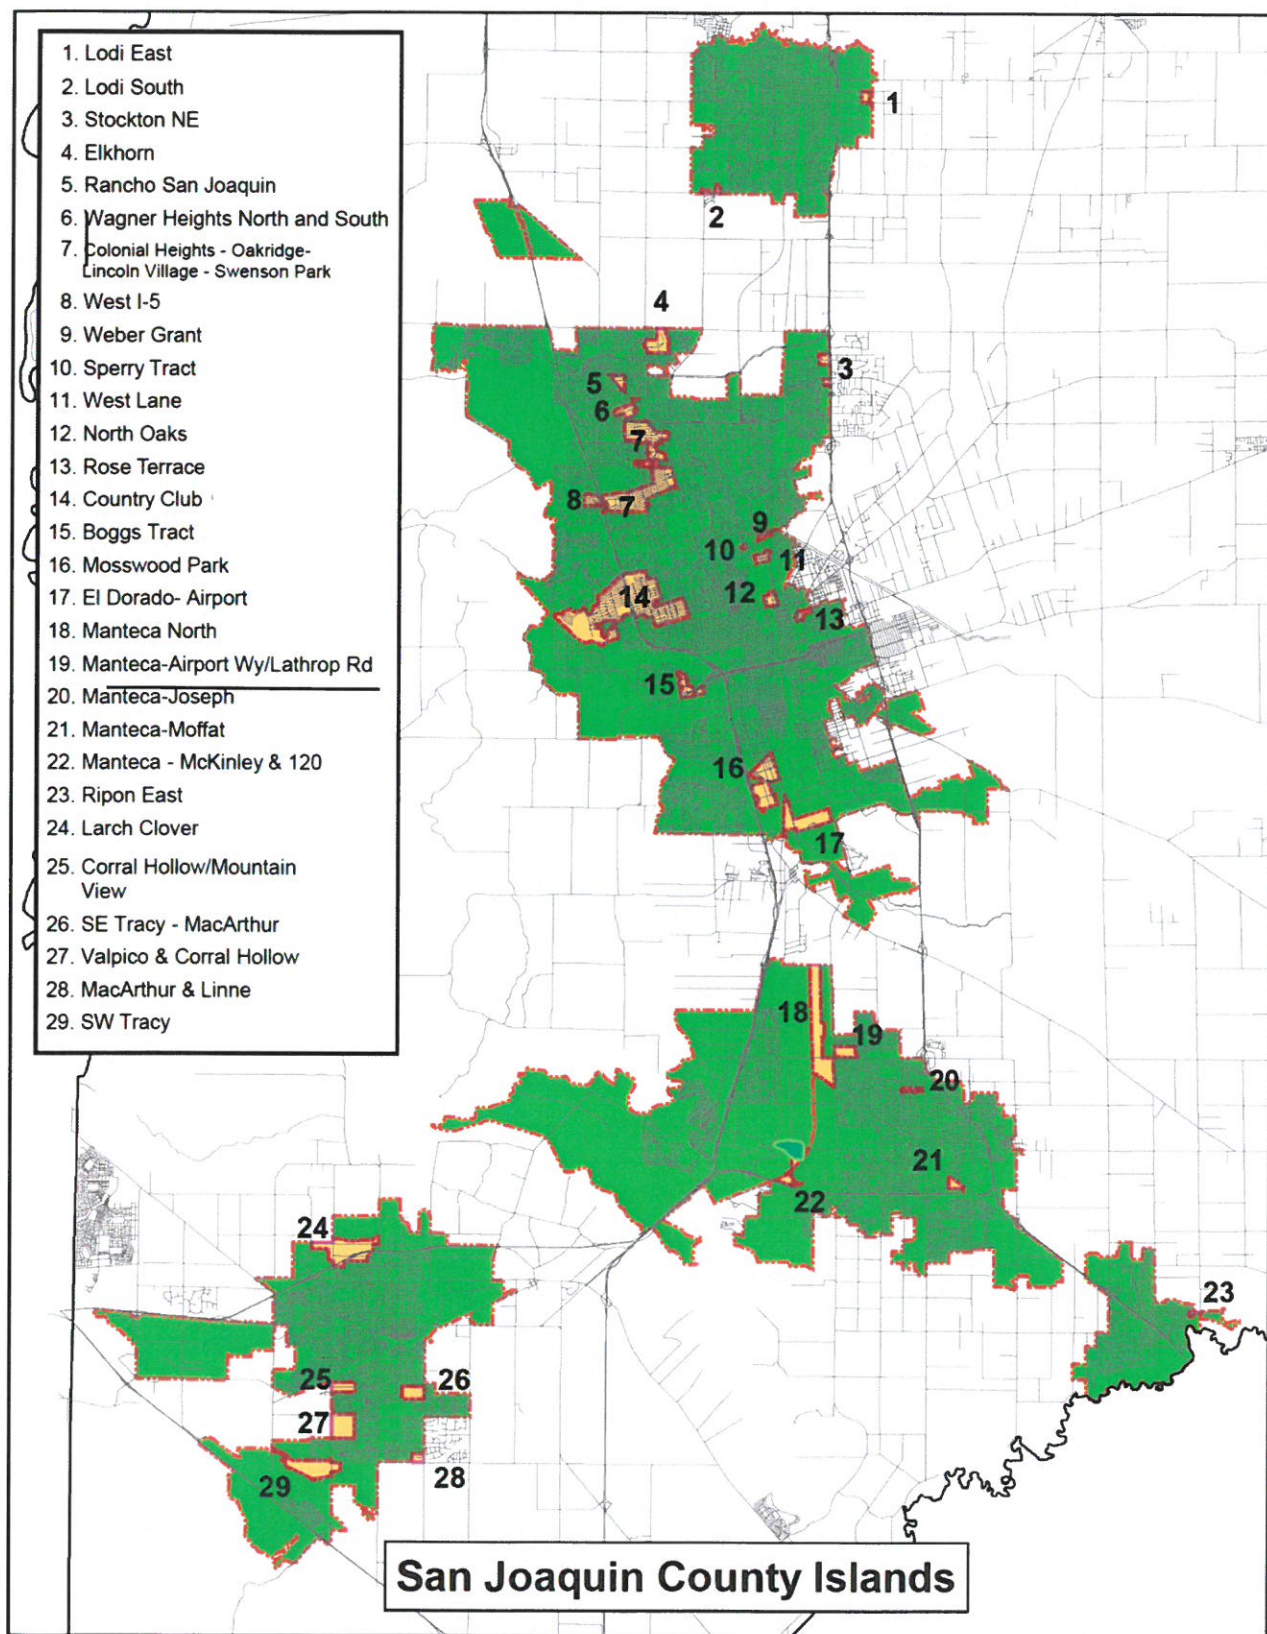 1. Lodi East
2. Lodi South
3. Stockton NE
4. Elkhorn
5. Rancho San Joaquin
6. Wagner Heights North and South
7. Colonial Heights - Oakridge-
Lincoln Village - Swenson Park
8. West I-5
9. Weber Grant
10. Sperry Tract
11. West Lane
12. North Oaks
13. Rose Terrace
14. Country Club
15. Boggs Tract
16. Mosswood Park
17. El Dorado- Airport
18. Manteca North
19. Manteca-Airport Wy/Lathrop Rd
20. Manteca-Joseph
21. Manteca-Moffat
22. Manteca - McKinley & 120
23. Ripon East
24. Larch Clover
25. Corral Hollow/Mountain
View
26. SE Tracy - MacArthur
27. Valpico & Corral Hollow
28. MacArthur & Linne
29. SW Tracy
1
2
4
3
5
6
7
8
7
9
10
11
12
14
13
15
16
17
18
19
20
21
22
24
23
25
26
27
28
29
San Joaquin County Islands